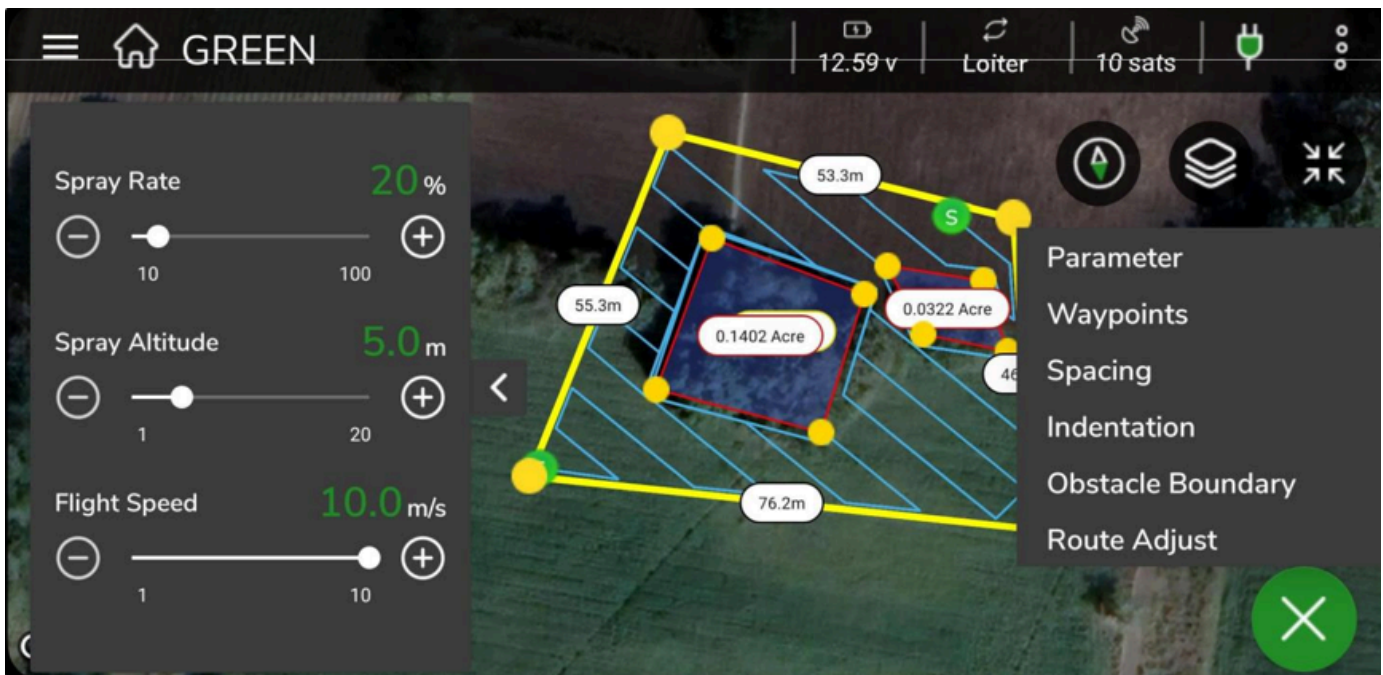 GREEN
12.59 v
Loiter
10 sats
Spray Rate
20 %
10 100
Spray Altitude
5.0 m
1 20
Flight Speed
10.0 m/s
1 10
53.3m
S
55.3m
0.0322 Acre
0.1402 Acre
46
76.2m
Parameter
Waypoints
Spacing
Indentation
Obstacle Boundary
Route Adjust